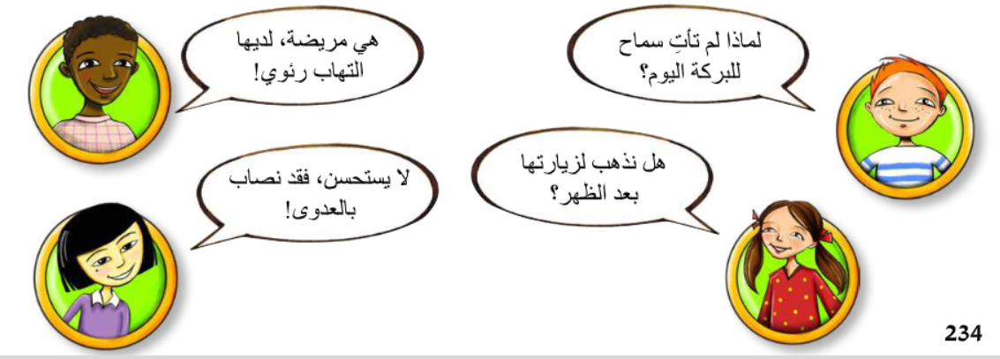 لماذا لم تأتِ سماح
للبركة اليوم؟
هي مريضة، لديها
التهاب رئوي!
هل نذهب لزيارتها
بعد الظهر؟
لا يستحسن، فقد نصاب
بالعدوى!
234